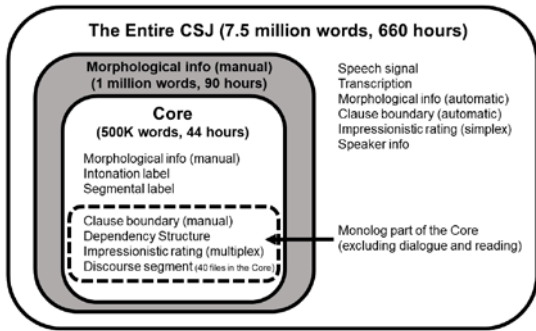 The Entire CSJ (7.5 million words, 660 hours)
Morphological info (manual)
(1 million words, 90 hours)
Core
(500K words, 44 hours)
Morphological info (manual)
Intonation label
Segmental label
Clause boundary (manual)
Dependency Structure
Impressionistic rating (multiplex)
Discourse segment (40 files in the Core)
Speech signal
Transcription
Morphological info (automatic)
Clause boundary (automatic)
Impressionistic rating (simplex)
Speaker info
Monolog part of the Core
(excluding dialogue and reading)